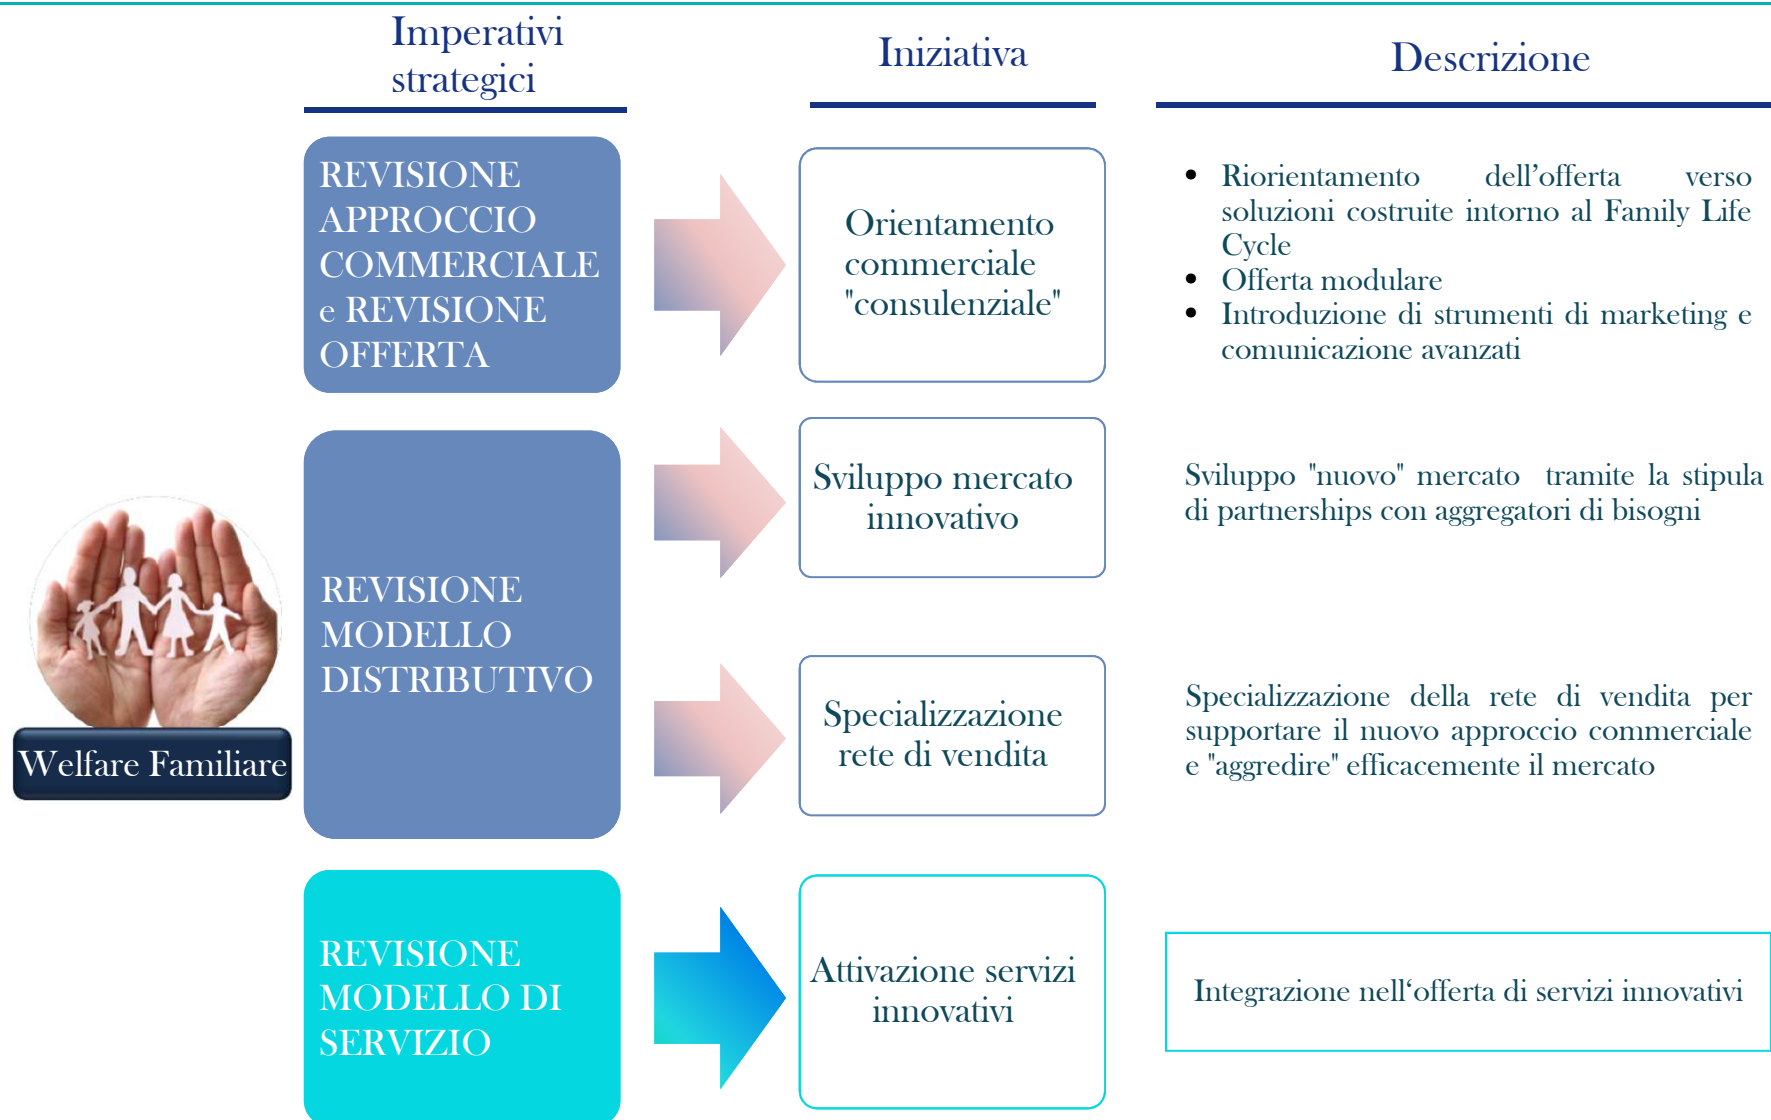 Imperativi
strategici
Iniziativa
Descrizione
REVISIONE
APPROCCIO
COMMERCIALE
e REVISIONE
OFFERTA
Orientamento
commerciale
"consulenziale"
• Riorientamento dell’offerta verso
soluzioni costruite intorno al Family Life
Cycle
• Offerta modulare
• Introduzione di strumenti di marketing e
comunicazione avanzati
Welfare Familiare
REVISIONE
MODELLO
DISTRIBUTIVO
Sviluppo mercato
innovativo
Sviluppo "nuovo" mercato tramite la stipula
di partnerships con aggregatori di bisogni
Specializzazione
rete di vendita
Specializzazione della rete di vendita per
supportare il nuovo approccio commerciale
e "aggredire" efficacemente il mercato
REVISIONE
MODELLO DI
SERVIZIO
Attivazione servizi
innovativi
Integrazione nell‘offerta di servizi innovativi